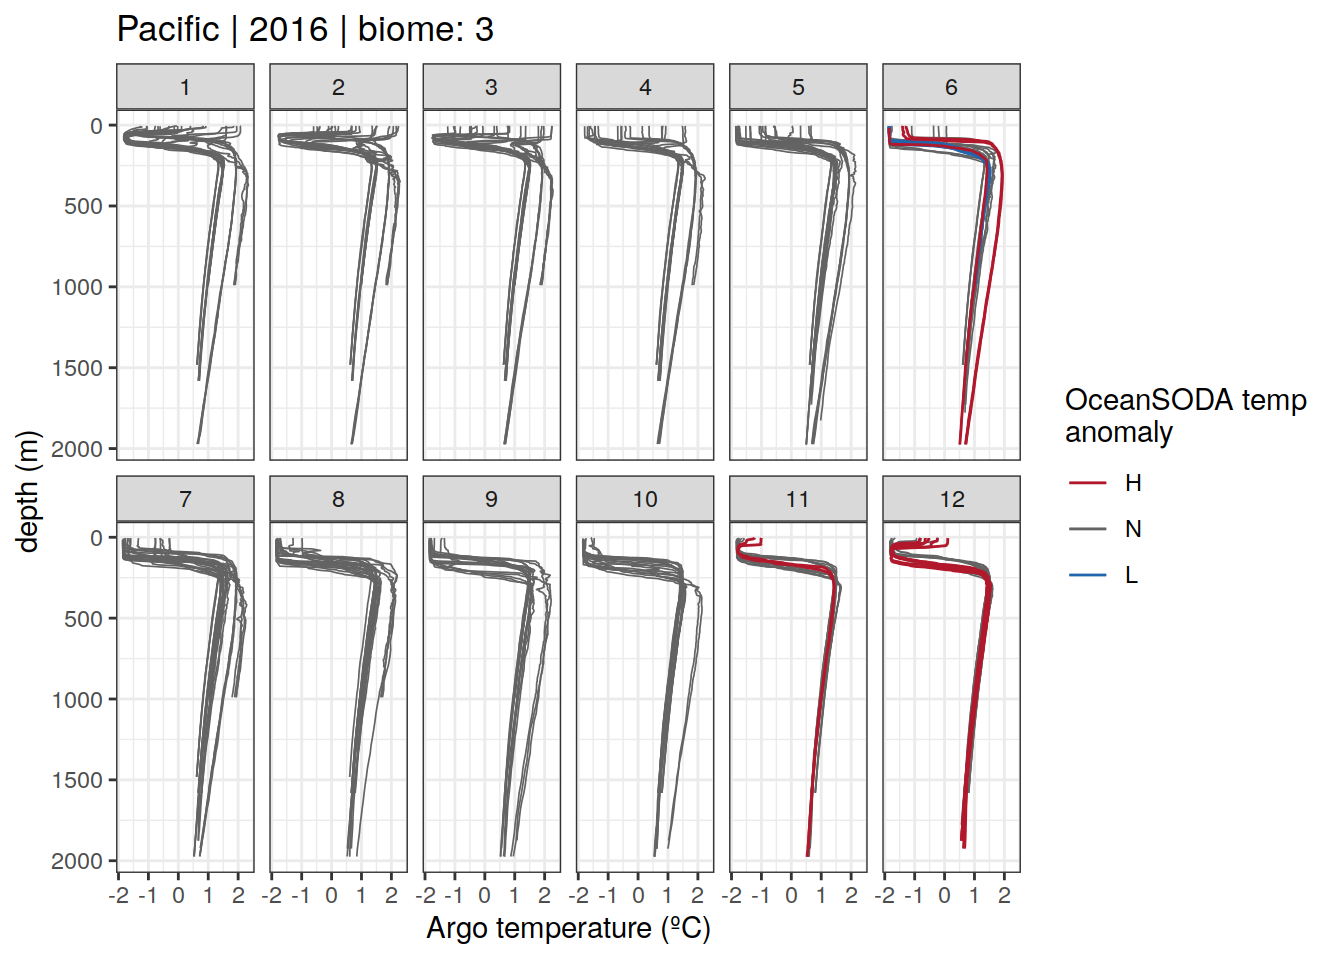 Pacific | 2016 | biome: 3
1 2 3 4 5 6
0
500
1000
1500
2000
7 8 9 10 11 12
0
500
1000
1500
2000
-2 -1 0 1 2 -2 -1 0 1 2 -2 -1 0 1 2 -2 -1 0 1 2 -2 -1 0 1 2 -2 -1 0 1 2
Argo temperature (ºC)
depth (m)
OceanSODA temp
anomaly
H
N
L